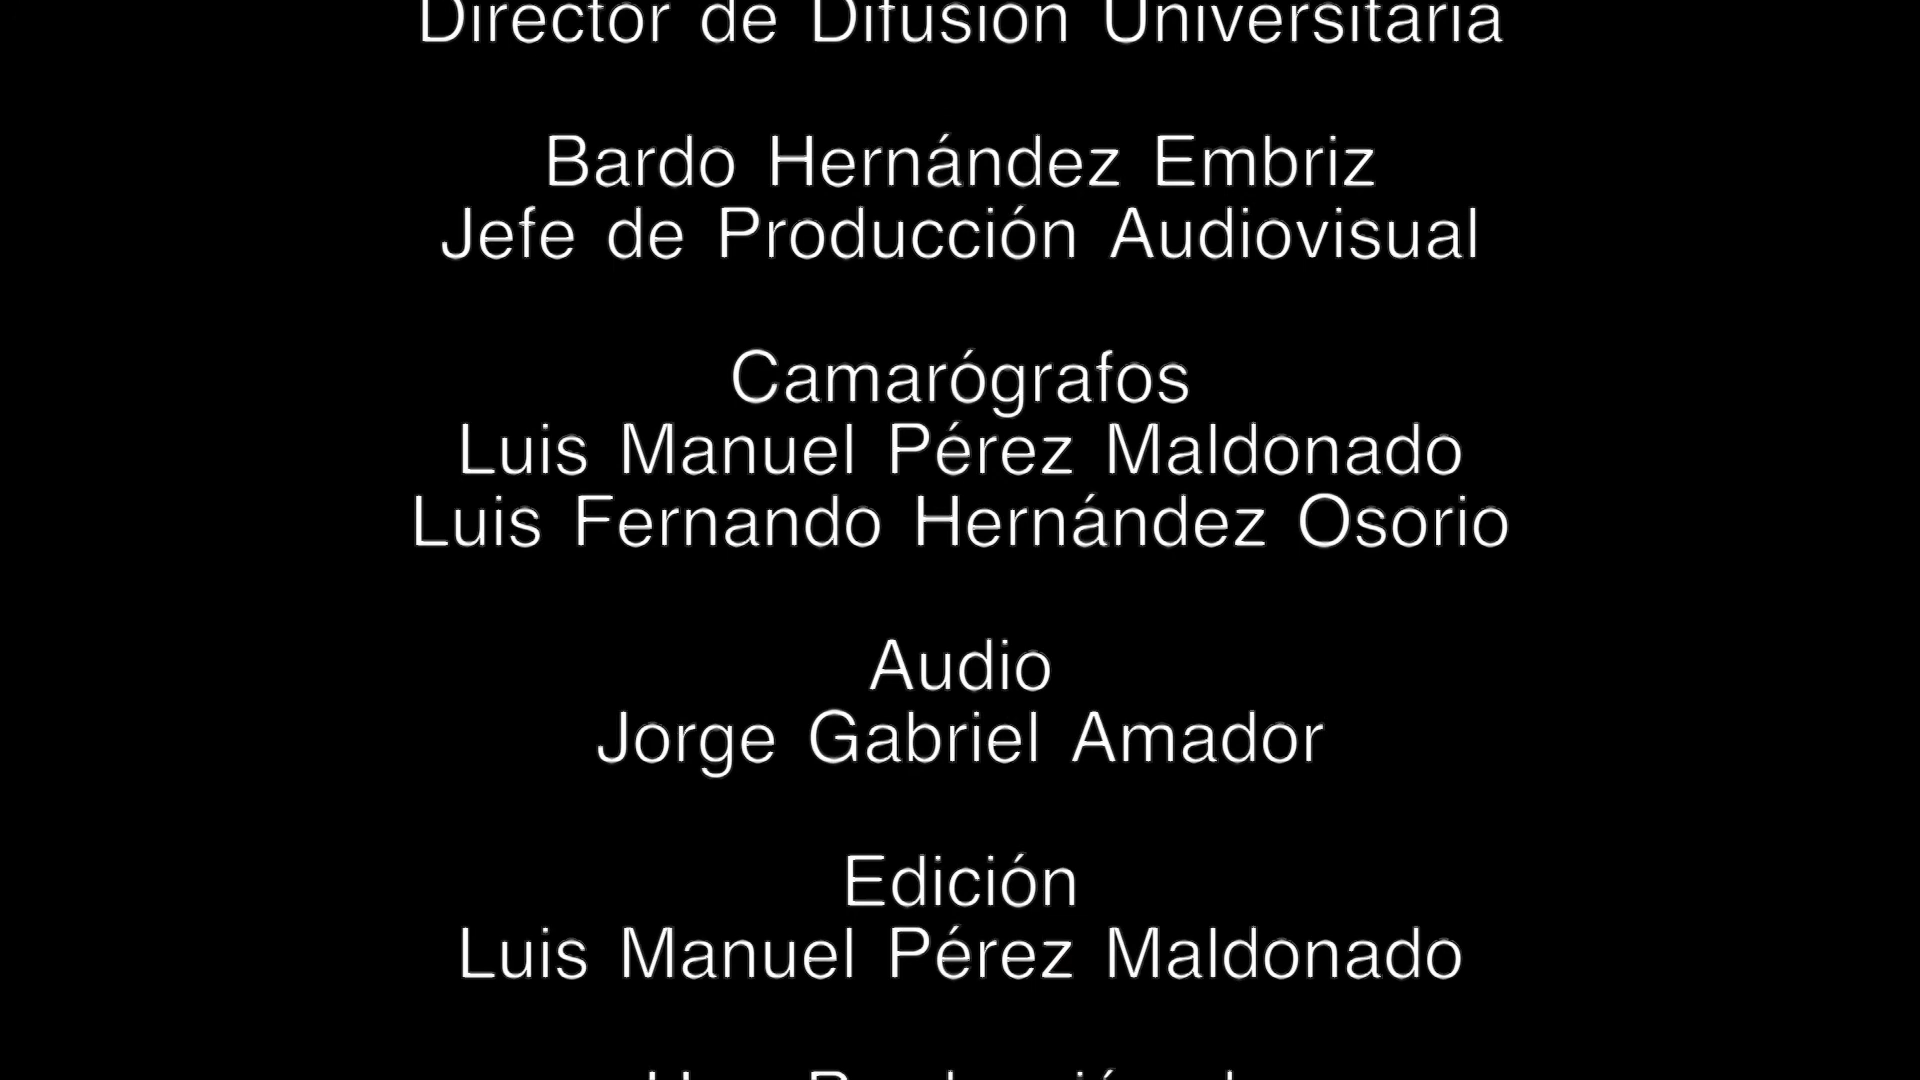 Director de Difusión Universitaria
Bardo Hernández Embriz
Jefe de Producción Audiovisual
Camarógrafos
Luis Manuel Pérez Maldonado
Luis Fernando Hernández Osorio
Audio
Jorge Gabriel Amador
Edición
Luis Manuel Pérez Maldonado